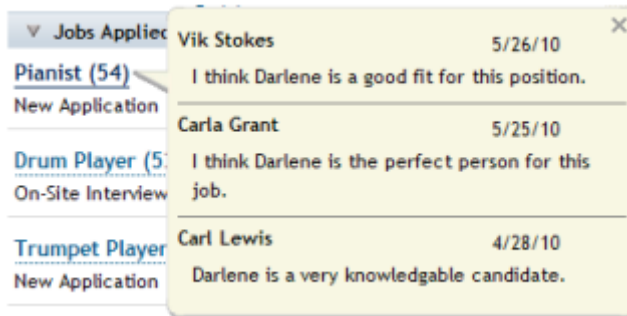 Jobs Applied
Pianist (54)
New Application
Drum Player (5
On-Site Interview
Trumpet Player
New Application
Vik Stokes 5/26/10
I think Darlene is a good fit for this position.
Carla Grant 5/25/10
I think Darlene is the perfect person for this
job.
Carl Lewis 4/28/10
Darlene is a very knowledgable candidate.